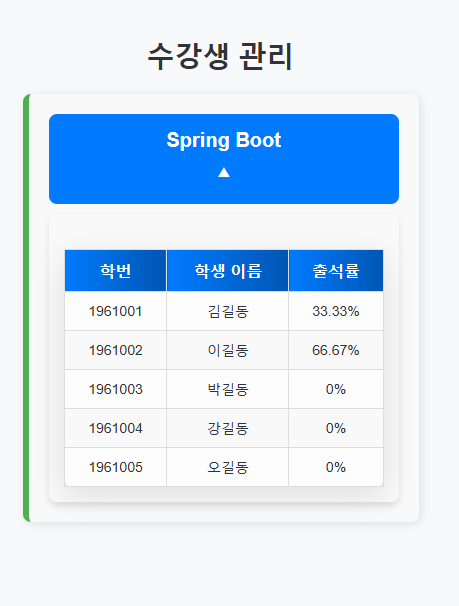 수강생 관리
Spring Boot
▲
학번 학생 이름 출석률
1961001 김길동 33.33%
1961002 이길동 66.67%
1961003 박길동 0%
1961004 강길동 0%
1961005 오길동 0%